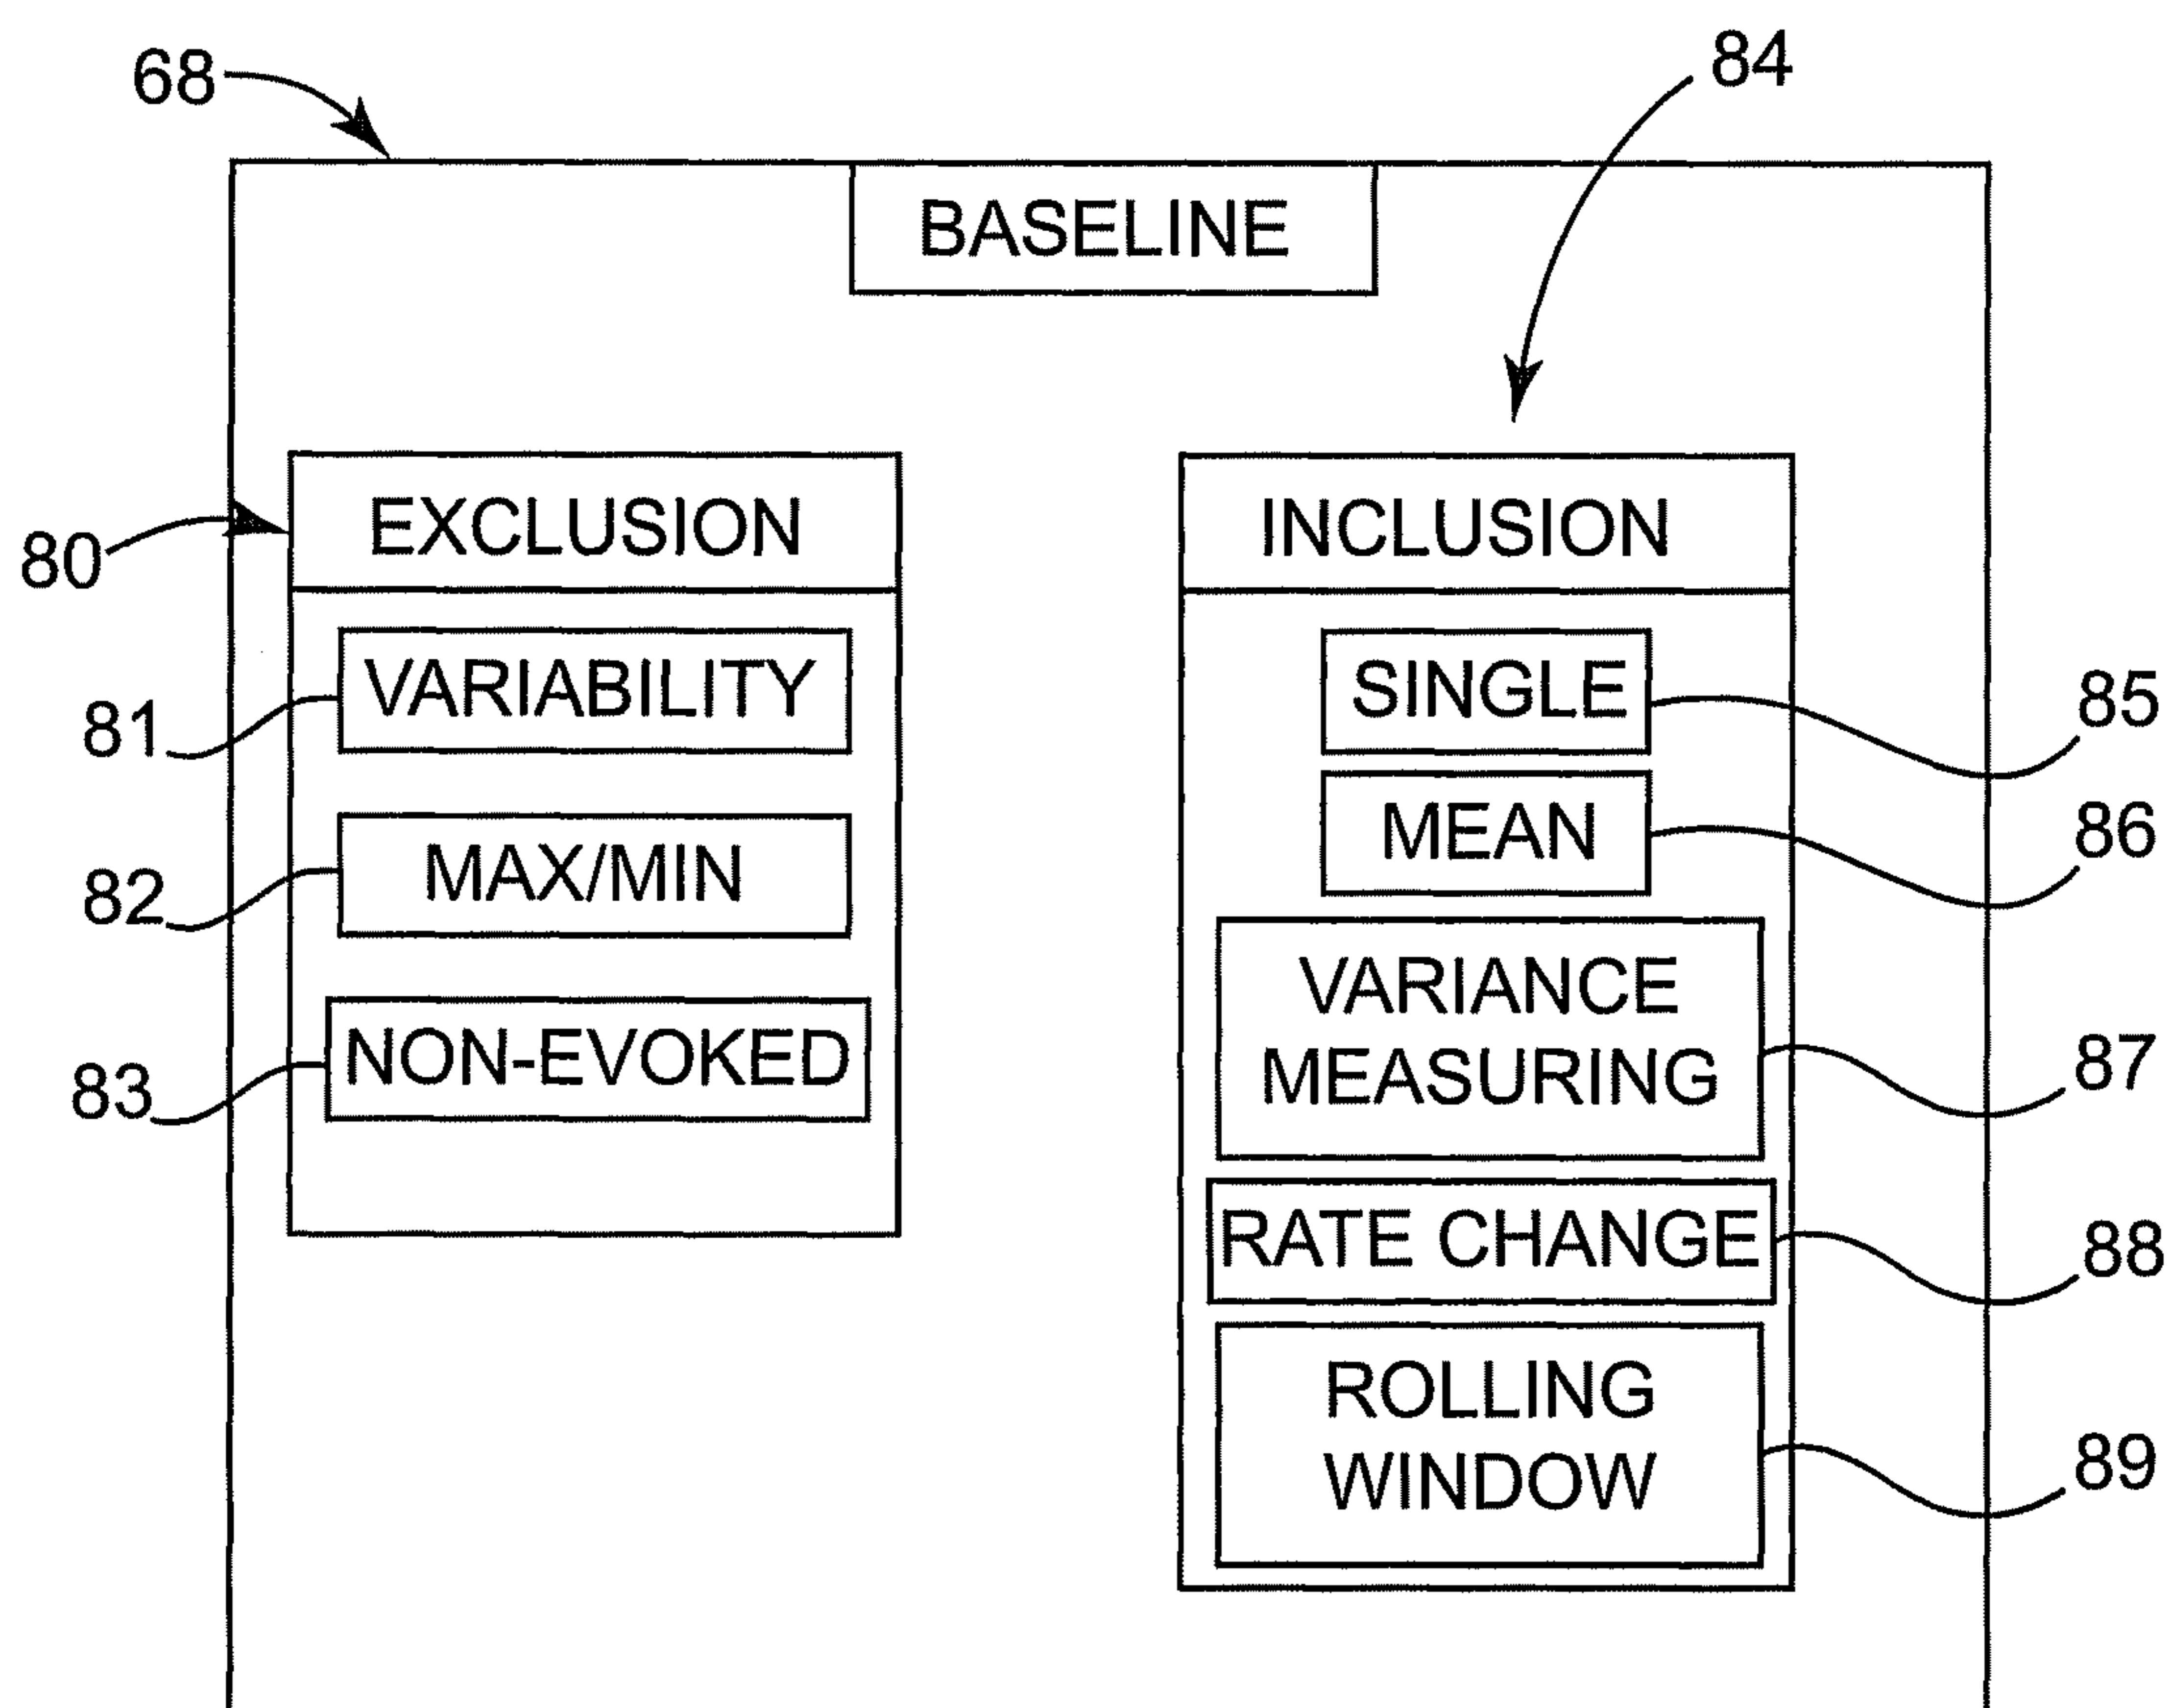 68
84
BASELINE
80
EXCLUSION
81
VARIABILITY
82
MAX/MIN
83
NON-EVOKED
INCLUSION
SINGLE
85
MEAN
86
VARIANCE
MEASURING
87
RATE CHANGE
88
ROLLING
WINDOW
89